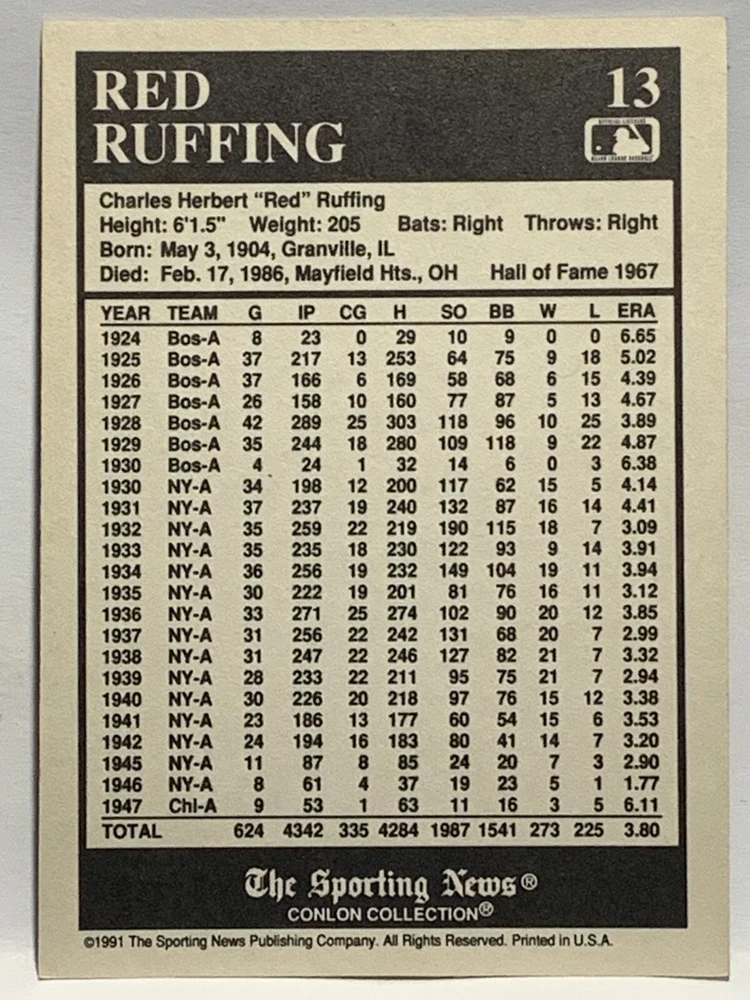 RED 13
RUFFING
Charles Herbert "Red" Ruffing
Height: 6'1.5" Weight: 205 Bats: Right Throws: Right
Born: May 3, 1904, Granville, IL
Died: Feb. 17, 1986, Mayfield Hts., OH Hall of Fame 1967
YEAR TEAM G IP CG H SO BB W L ERA
1924 Bos-A 8 23 0 29 10 9 0 0 6.65
1925 Bos-A 37 217 13 253 64 75 9 18 5.02
1926 Bos-A 37 166 6 169 58 68 6 15 4.39
1927 Bos-A 26 158 10 160 77 87 5 13 4.67
1928 Bos-A 42 289 25 303 118 96 10 25 3.89
1929 Bos-A 35 244 18 280 109 118 9 22 4.87
1930 Bos-A 4 24 1 32 14 6 0 3 6.38
1930 NY-A 34 198 12 200 117 62 15 5 4.14
1931 NY-A 37 237 19 240 132 87 16 14 4.41
1932 NY-A 35 259 22 219 190 115 18 7 3.09
1933 NY-A 35 235 18 230 122 93 9 14 3.91
1934 NY-A 36 256 19 232 149 104 19 11 3.94
1935 NY-A 30 222 19 201 81 76 16 11 3.12
1936 NY-A 33 271 25 274 102 90 20 12 3.85
1937 NY-A 31 256 22 242 131 68 20 7 2.99
1938 NY-A 31 247 22 246 127 82 21 7 3.32
1939 NY-A 28 233 22 211 95 75 21 7 2.94
1940 NY-A 30 226 20 218 97 76 15 12 3.38
1941 NY-A 23 186 13 177 60 54 15 6 3.53
1942 NY-A 24 194 16 183 80 41 14 7 3.20
1945 NY-A 11 87 8 85 24 20 7 3 2.90
1946 NY-A 8 61 4 37 19 23 5 1 1.77
1947 Chi-A 9 53 1 63 11 16 3 5 6.11
TOTAL 624 4342 335 4284 1987 1541 273 225 3.80
The Sporting News®
CONLON COLLECTION®
©1991 The Sporting News Publishing Company. All Rights Reserved. Printed in U.S.A.